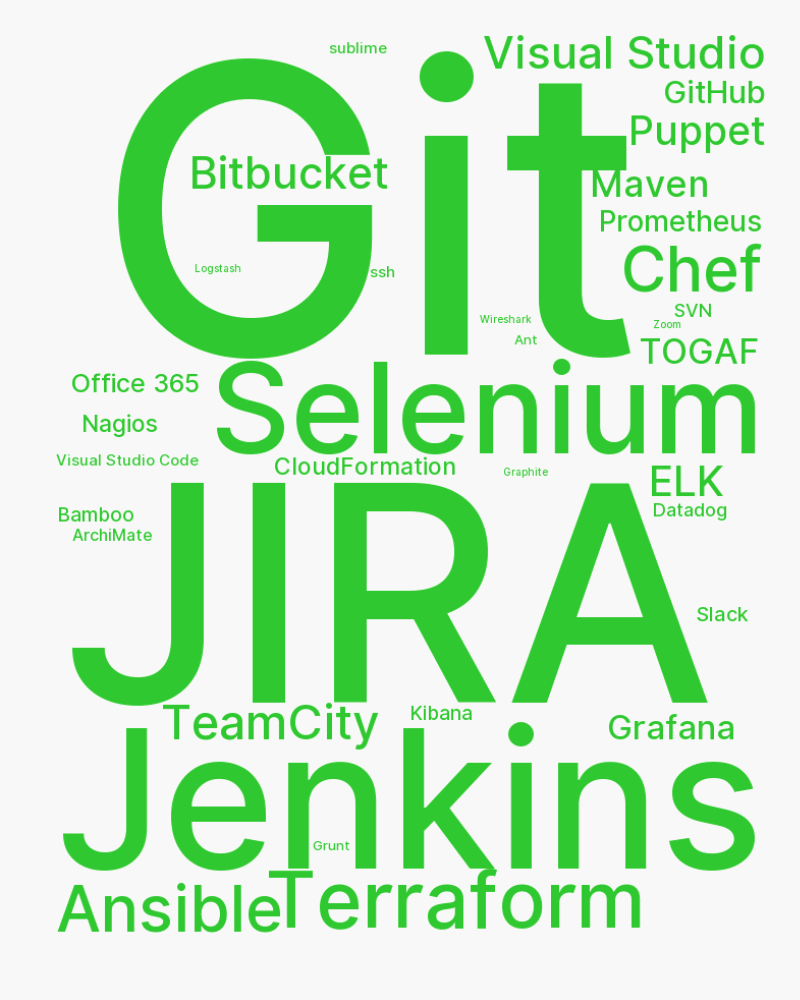 sublime
Visual Studio
GitHub
Git
Puppet
Bitbucket
Maven
Prometheus
Chef
Logstash
ssh
SVN
Wireshark
Zoom
Ant
TOGAF
Office 365
Selenium
Nagios
Visual Studio Code
CloudFormation
Graphite
ELK
Datadog
Bamboo
ArchiMate
JIRA
Slack
TeamCity
Kibana
Grafana
Jenkins
Grunt
Ansible
Terraform